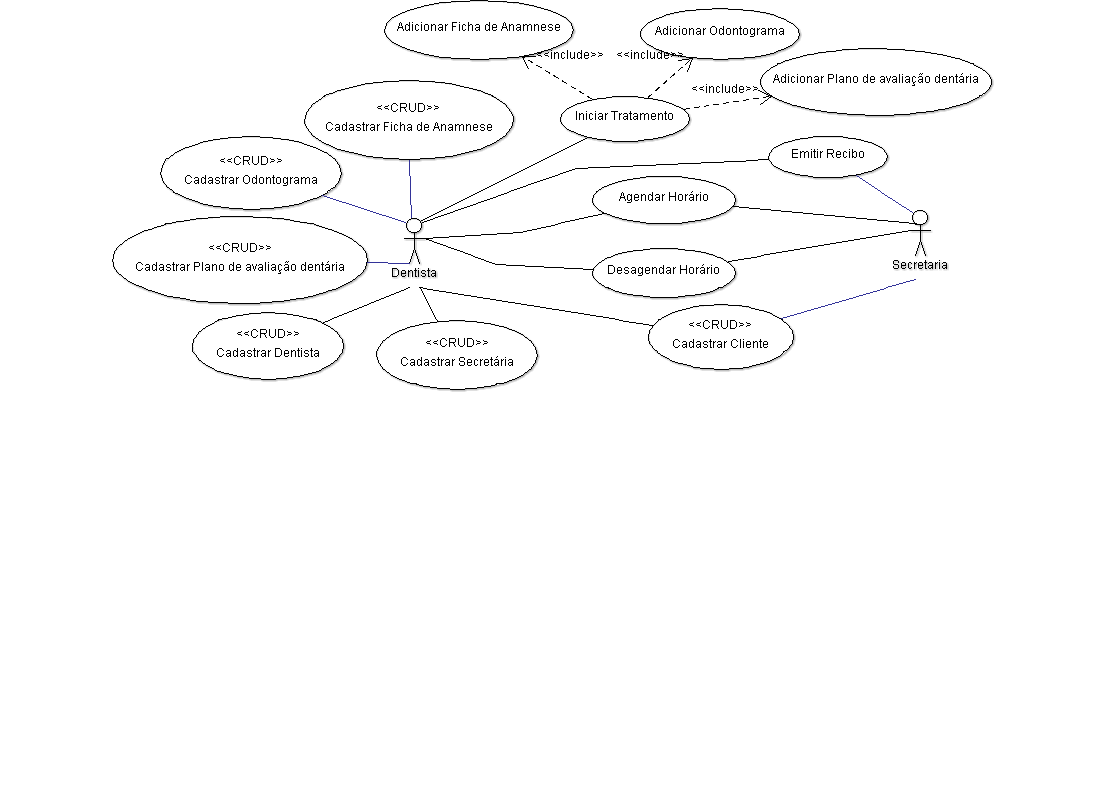 Adicionar Ficha de Anamnese
Adicionar Odontograma
<<include>>
<<include>>
Adicionar Plano de avaliação dentária
<<include>>
<<CRUD>>
Cadastrar Ficha de Anamnese
Iniciar Tratamento
Emitir Recibo
<<CRUD>>
Cadastrar Odontograma
Agendar Horário
<<CRUD>>
Cadastrar Plano de avaliação dentária
Dentista
Desagendar Horário
Secretaria
<<CRUD>>
Cadastrar Dentista
<<CRUD>>
Cadastrar Secretária
<<CRUD>>
Cadastrar Cliente